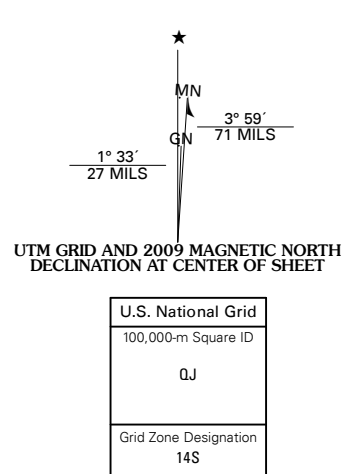 ★
MN
3° 59´
71 MILS
GN
1° 33´
27 MILS
UTM GRID AND 2009 MAGNETIC NORTH
DECLINATION AT CENTER OF SHEET
U.S. National Grid
100,000-m Square ID
QJ
Grid Zone Designation
14S